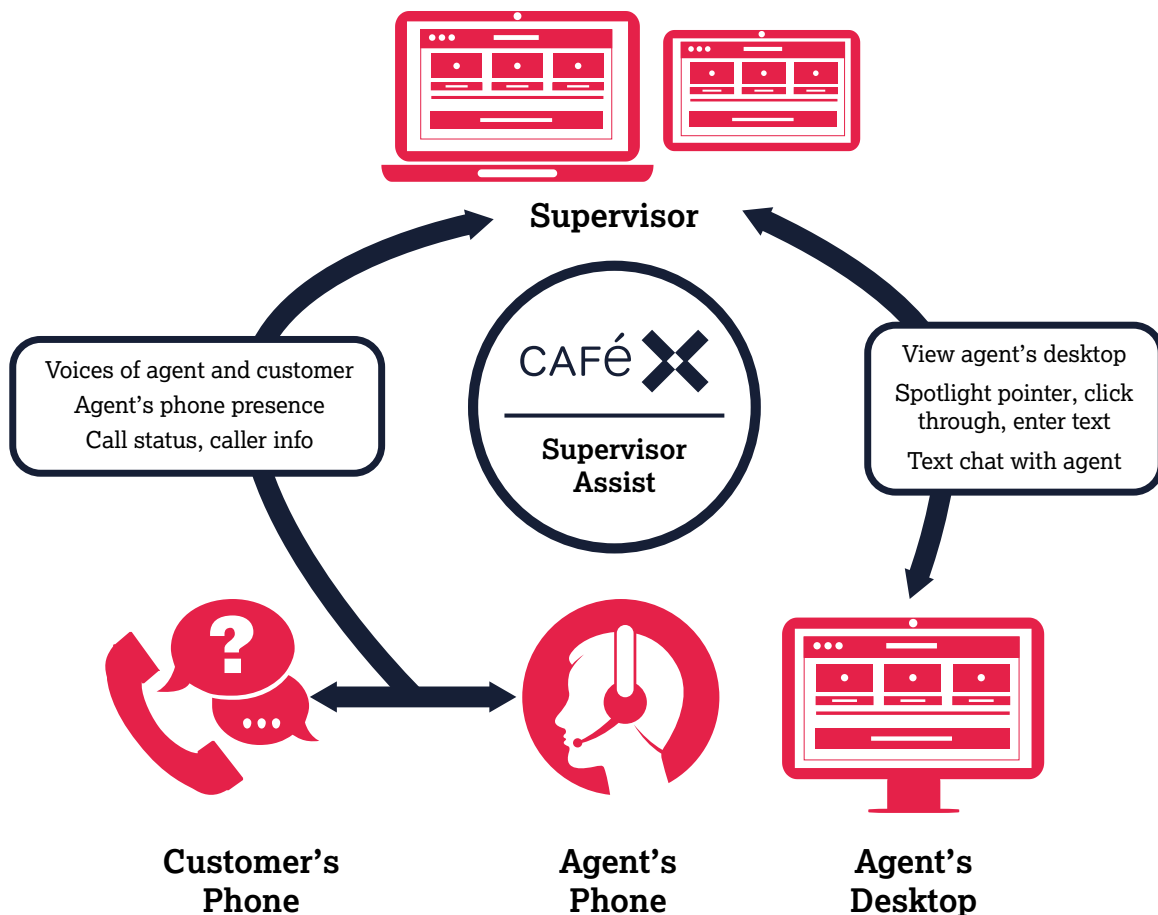 Supervisor
Voices of agent and customer
Agent's phone presence
Call status, caller info
CAFé X
Supervisor
Assist
View agent's desktop
Spotlight pointer, click
through, enter text
Text chat with agent
?
...
Customer's
Phone
Agent's
Phone
Agent's
Desktop